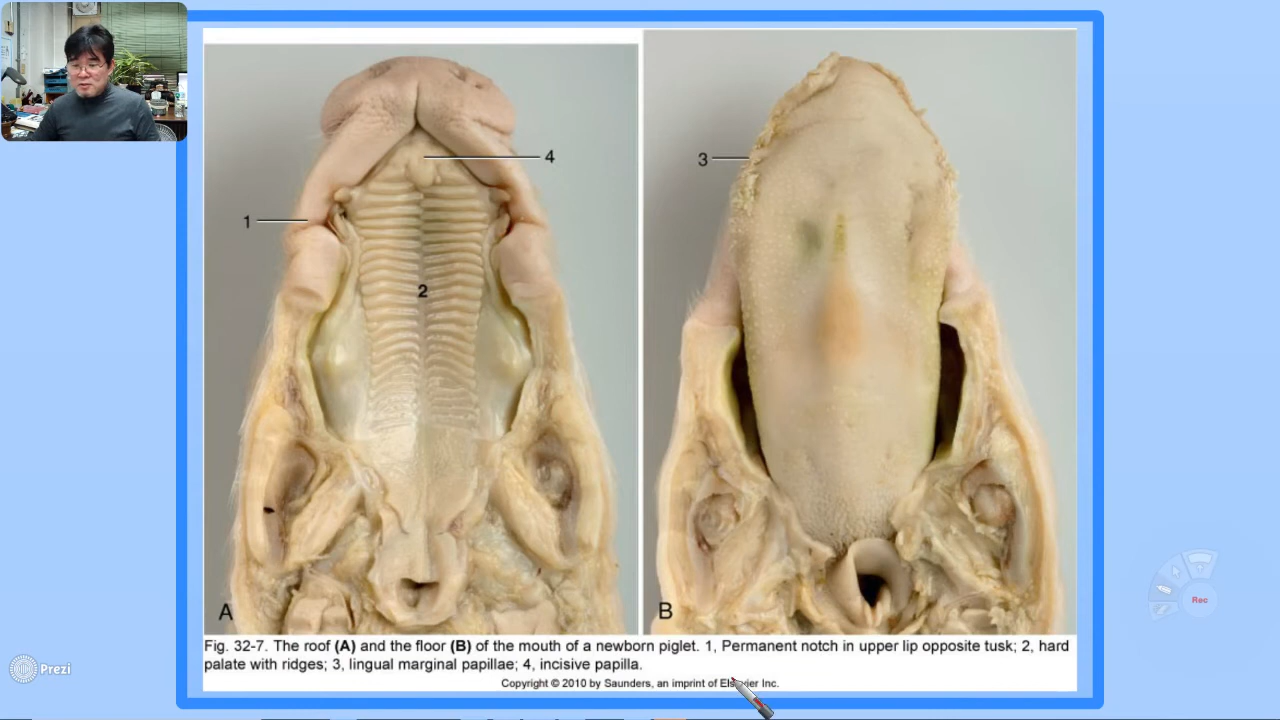 4
3
1
2
A
B
Fig. 32-7. The roof (A) and the floor (B) of the mouth of a newborn piglet. 1, Permanent notch in upper lip opposite tusk; 2, hard
palate with ridges; 3, lingual marginal papillae; 4, incisive papilla.
Copyright © 2010 by Saunders, an imprint of Elsevier Inc.
Prezi
Rec